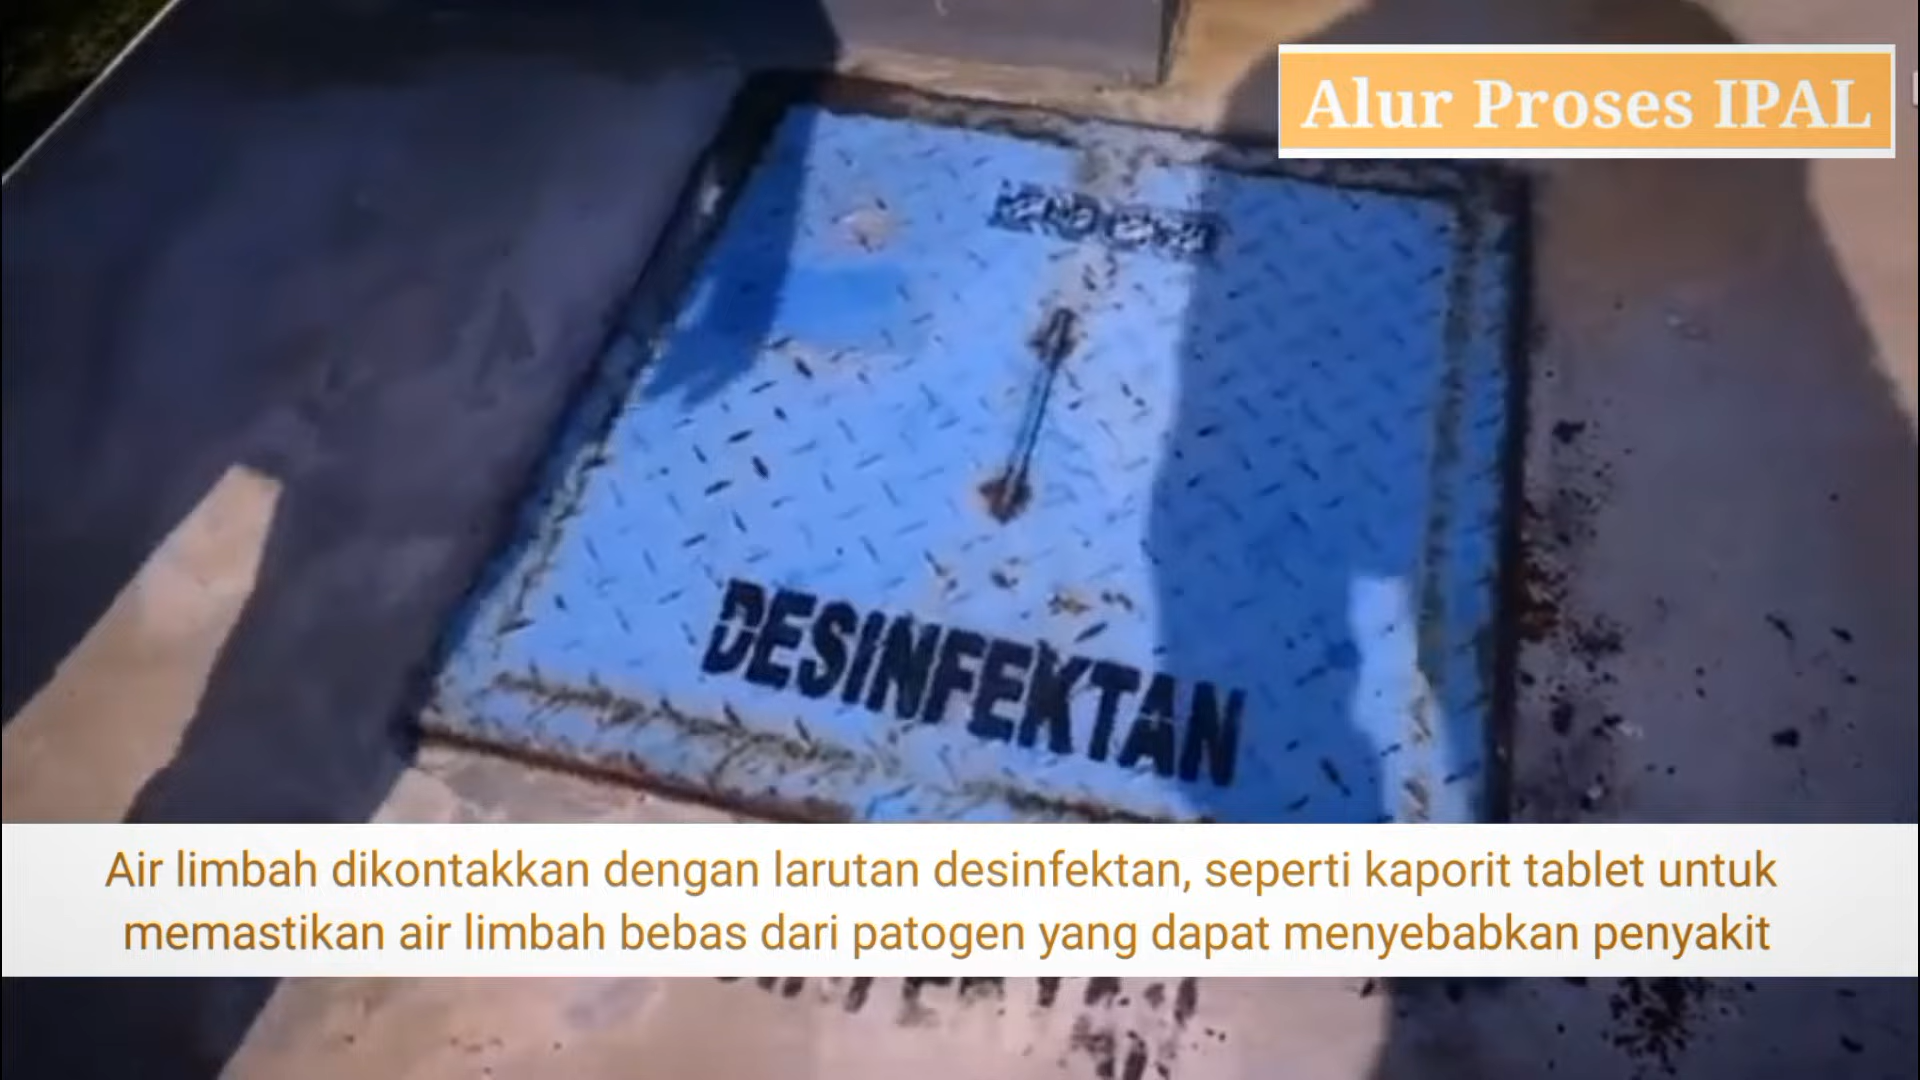 Alur Proses IPAL
DESINFEKTAN
Air limbah dikontakkan dengan larutan desinfektan, seperti kaporit tablet untuk
memastikan air limbah bebas dari patogen yang dapat menyebabkan penyakit